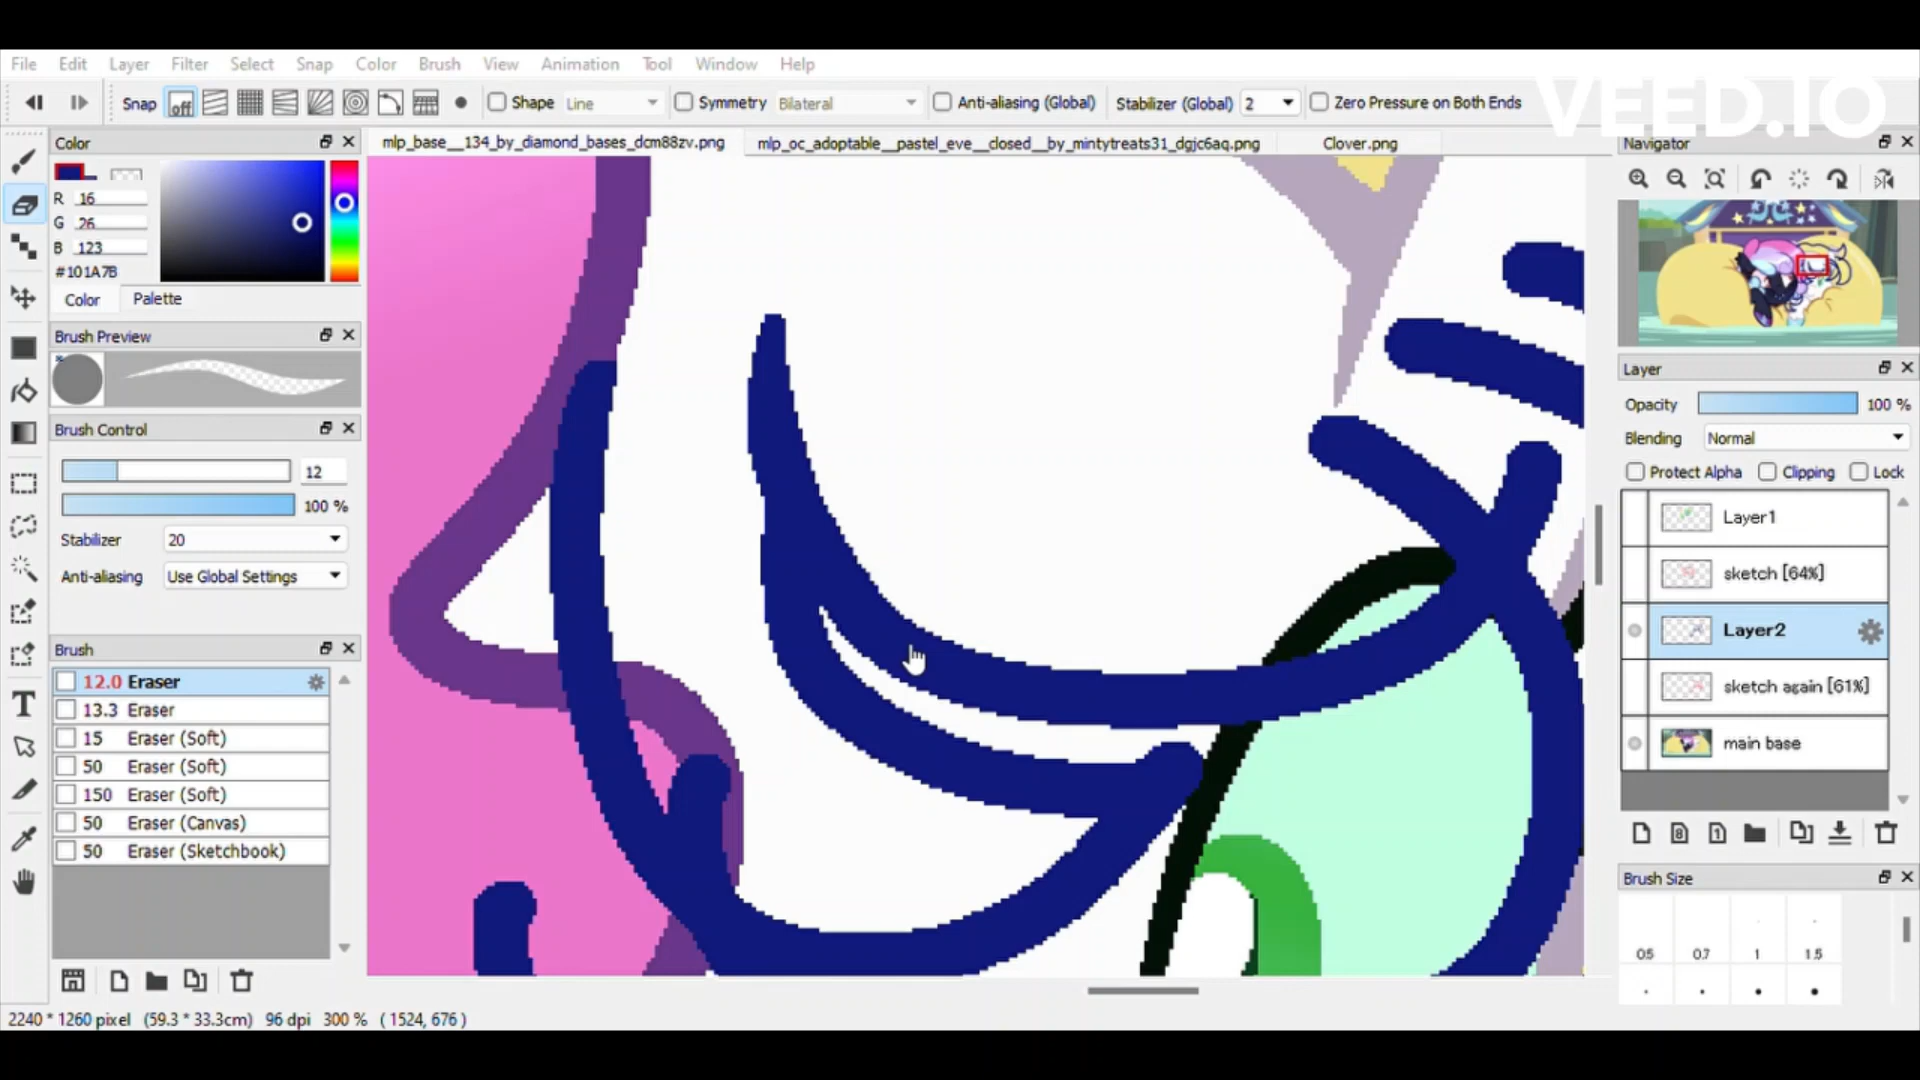 VEED.IO
File Edit Layer Filter Select Snap Color Brush View Animation Tool Window Help
Snap off Shape Line Symmetry Bilateral Anti-aliasing (Global) Stabilizer (Global) 2 Zero Pressure on Both Ends
Color
mlp_base__134_by_diamond_bases_dcm88zv.png mlp_oc_adoptable__pastel_eve__closed__by_mintytreats31_dgjc6aq.png Clover.png
Navigator
R 16
G 26
B 123
#101A7B
Color Palette
Brush Preview
Brush Control
12
100 %
Stabilizer 20
Anti-aliasing Use Global Settings
Brush
12.0 Eraser
13.3 Eraser
15 Eraser (Soft)
50 Eraser (Soft)
150 Eraser (Soft)
50 Eraser (Canvas)
50 Eraser (Sketchbook)
Layer
Opacity 100 %
Blending Normal
Protect Alpha Clipping Lock
Layer1
sketch [64%]
Layer2
sketch again [61%]
main base
8 1
Brush Size
0.5 0.7 1 1.5
T
2240 * 1260 pixel (59.3 * 33.3cm) 96 dpi 300 % ( 1524, 676 )